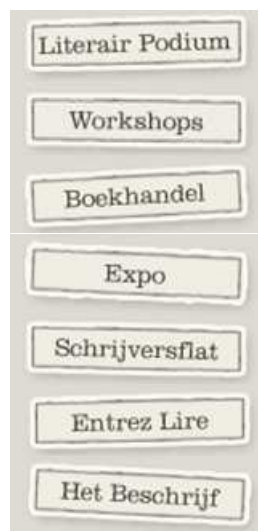 Literair Podium
Workshops
Boekhandel
Expo
Schrijversflat
Entrez Lire
Het Beschrijf